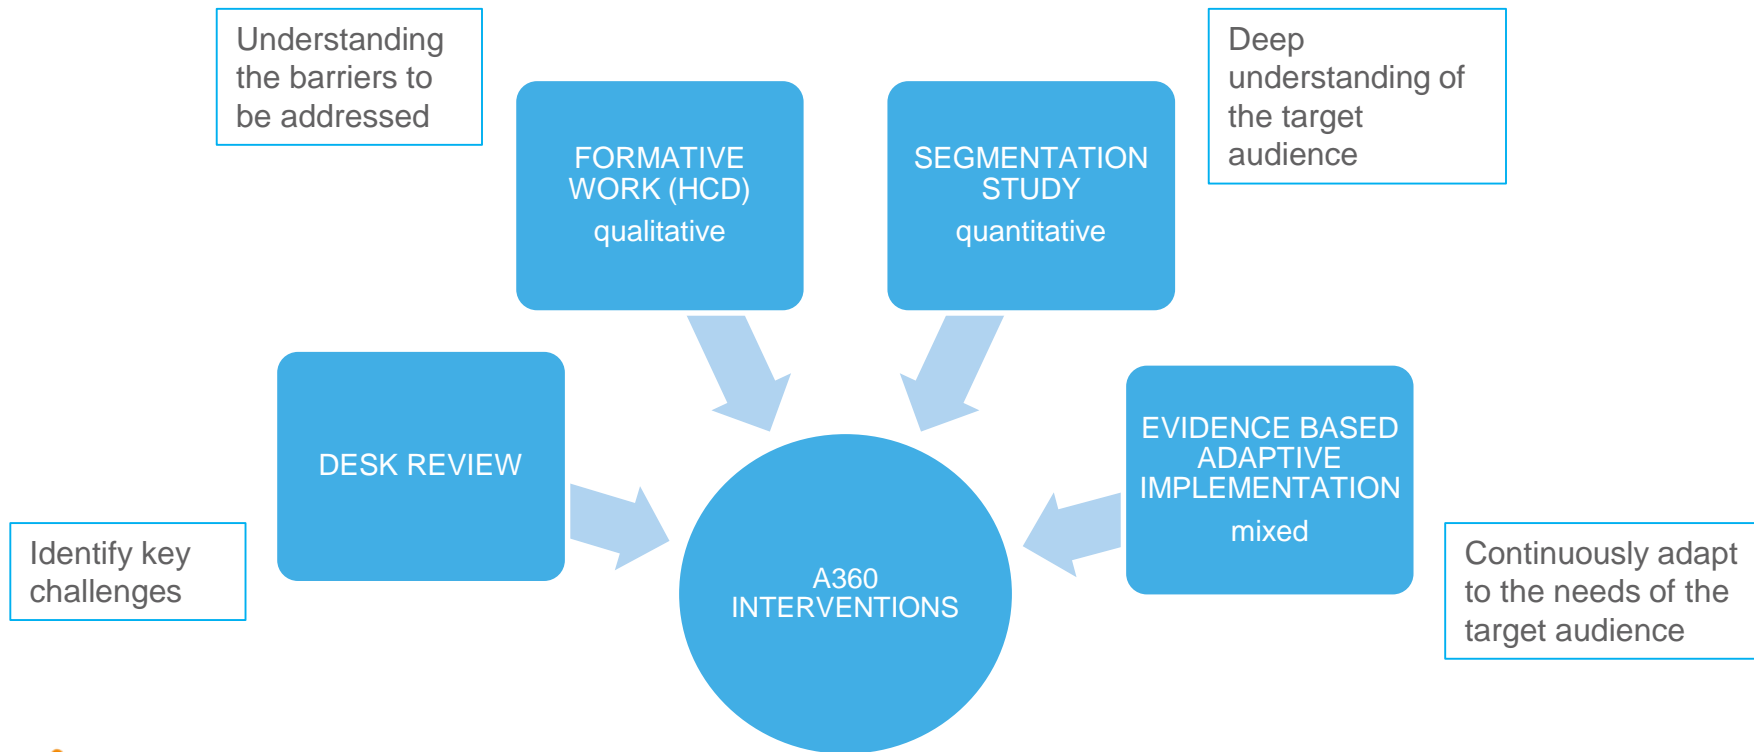 Understanding
the barriers to
be addressed
Deep
understanding of
the target
audience
FORMATIVE
WORK (HCD)
qualitative
SEGMENTATION
STUDY
quantitative
DESK REVIEW
EVIDENCE BASED
ADAPTIVE
IMPLEMENTATION
mixed
Identify key
challenges
A360
INTERVENTIONS
Continuously adapt
to the needs of the
target audience